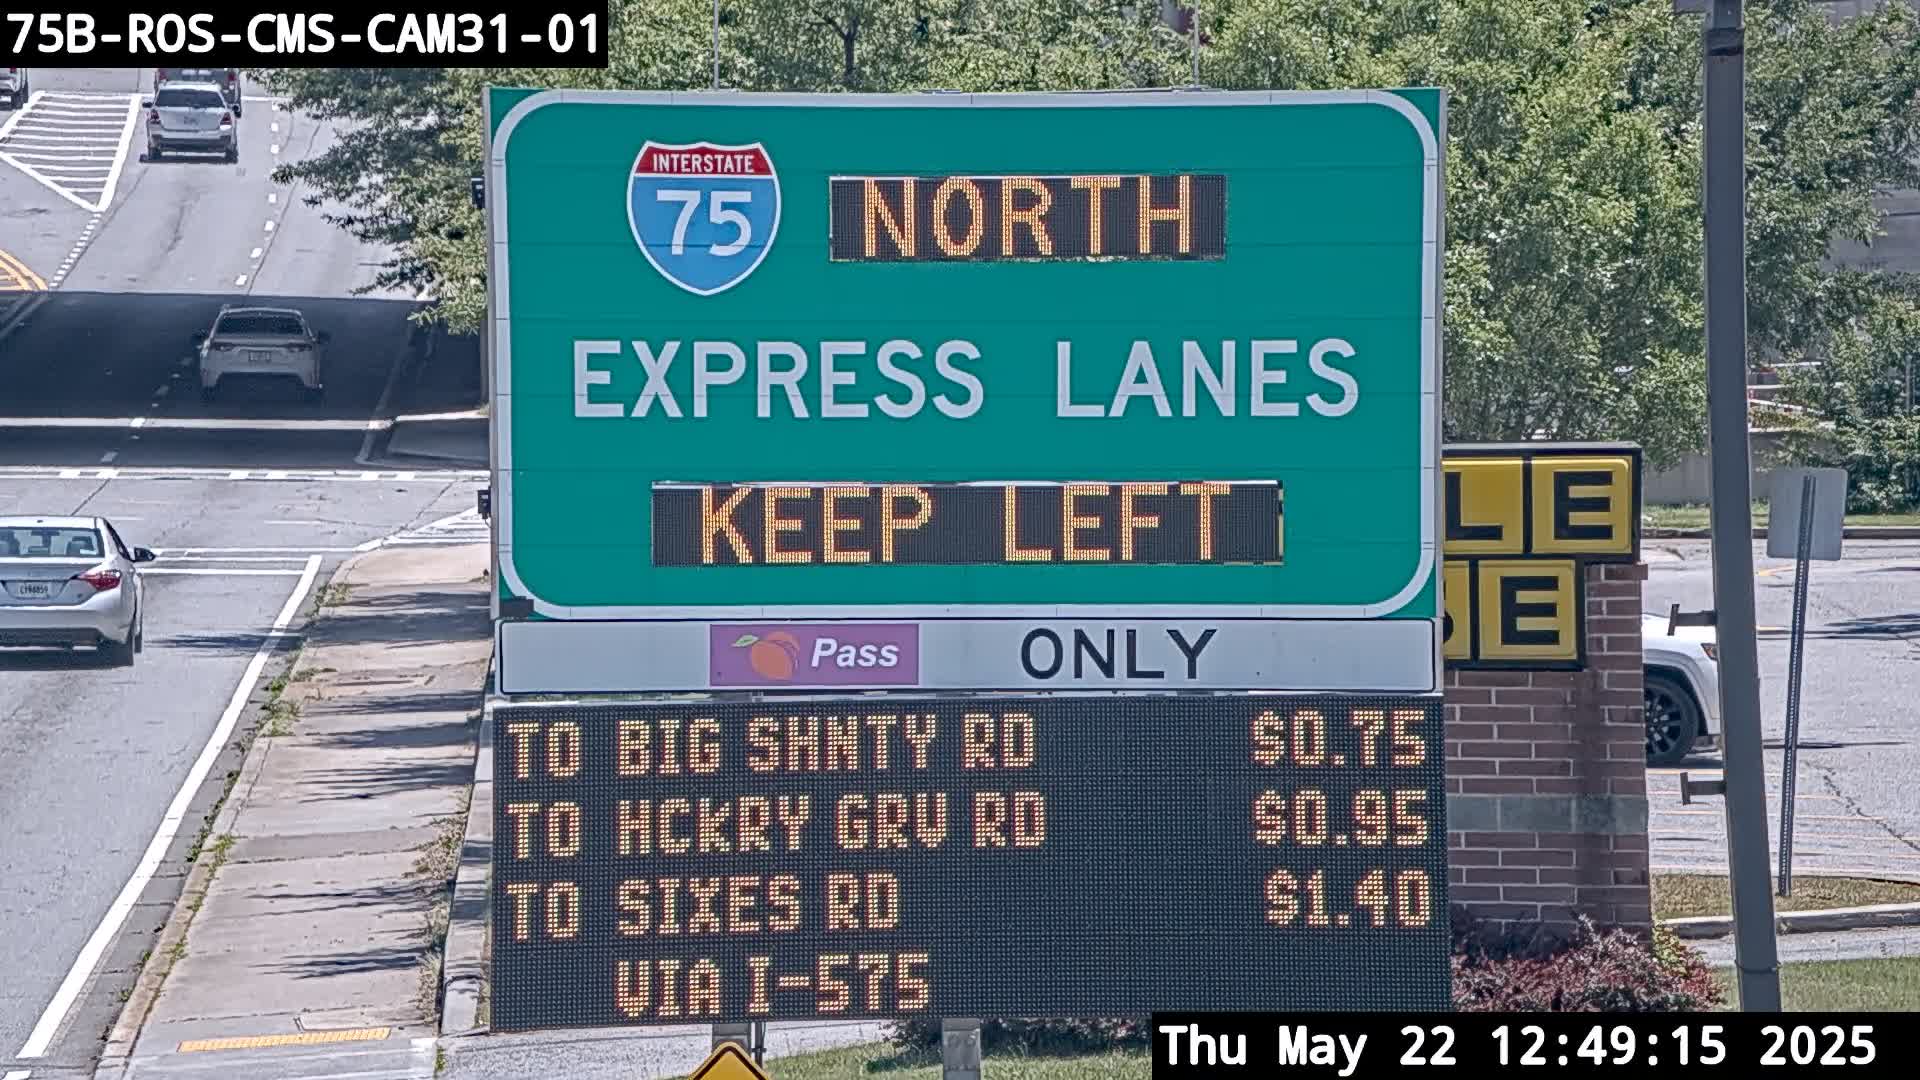 75B-ROS-CMS-CAM31-01
INTERSTATE
75
NORTH
EXPRESS LANES
KEEP LEFT
Pass ONLY
TO BIG SHNTY RD $0.75
TO HCKRY GRV RD $0.95
TO SIXES RD $1.40
VIA I-575
LE
E
Thu May 22 12:49:15 2025